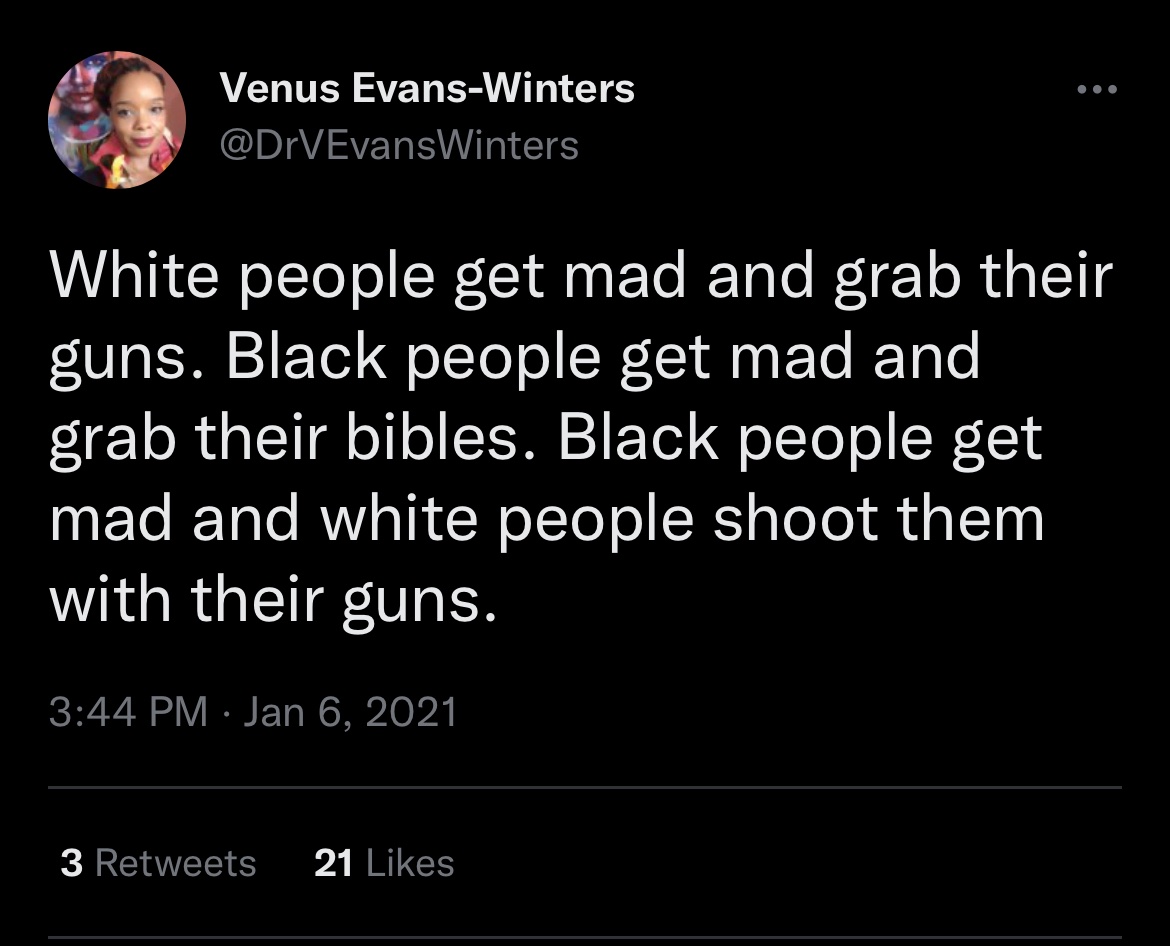 Venus Evans-Winters
@DrVEvansWinters
White people get mad and grab their
guns. Black people get mad and
grab their bibles. Black people get
mad and white people shoot them
with their guns.
3:44 PM · Jan 6, 2021
3 Retweets 21 Likes